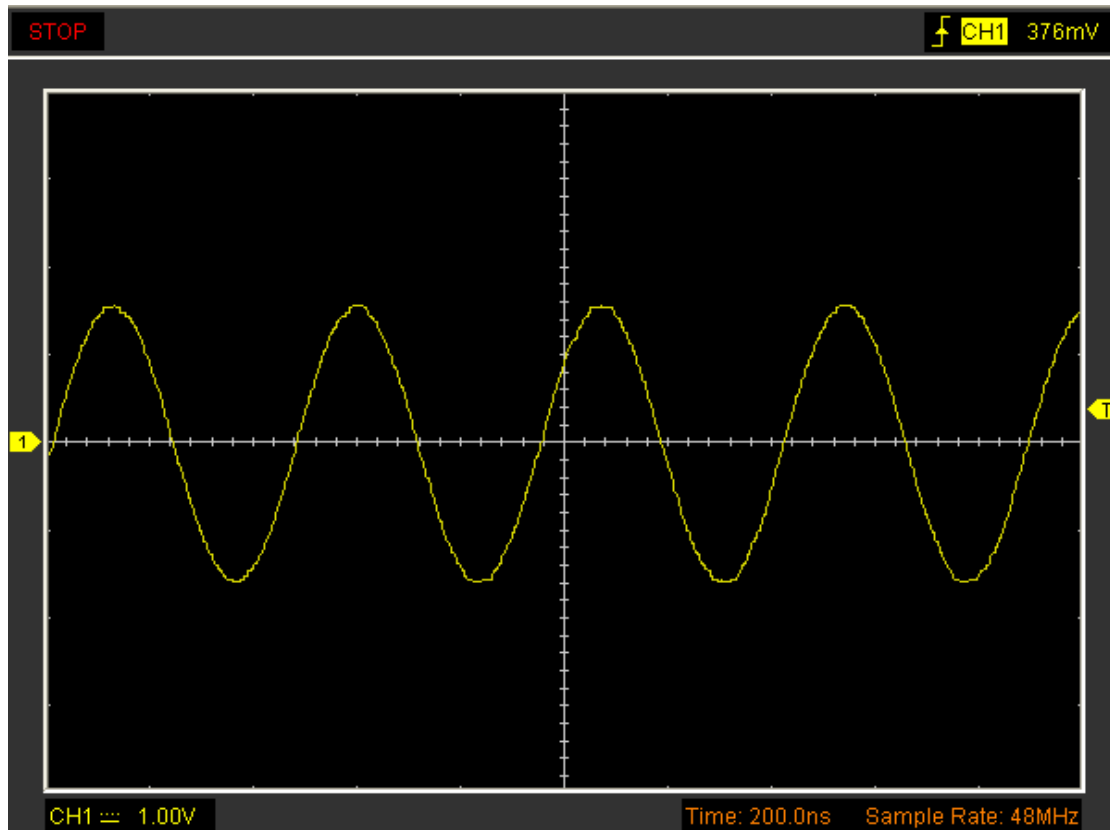 STOP
CH1 376mV
1
T
CH1 1.00V
Time: 200.0ns Sample Rate: 48MHz